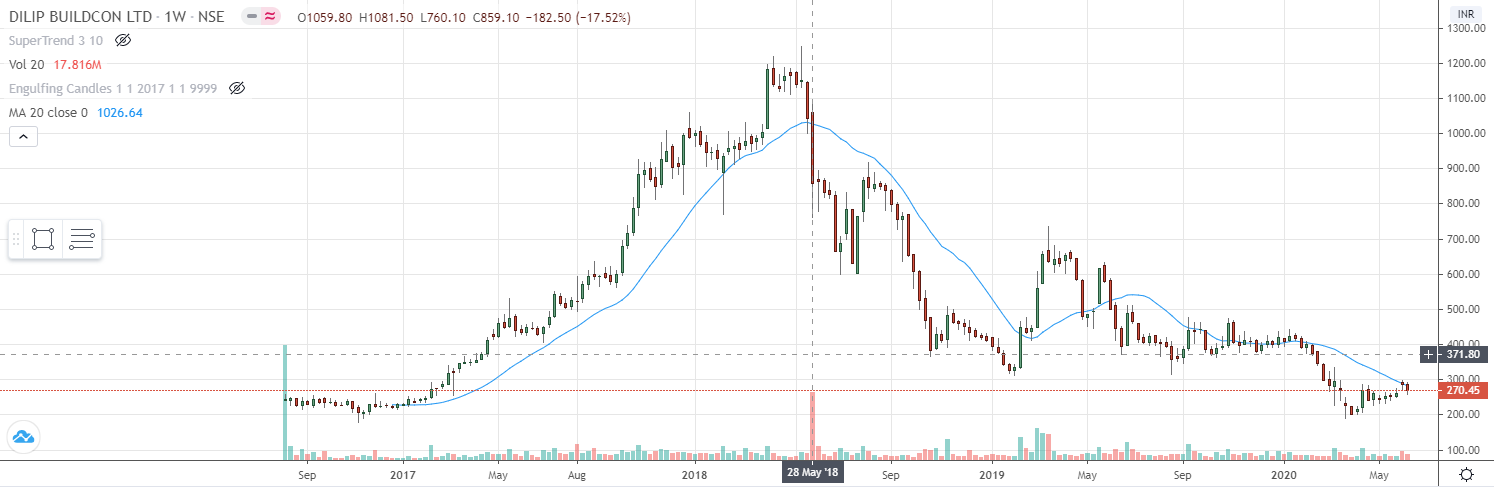 DILIP BUILDCON LTD · 1W · NSE O1059.80 H1081.50 L760.10 C859.10 −182.50 (−17.52%)
SuperTrend 3 10
Vol 20 17.816M
Engulfing Candles 1 1 2017 1 1 9999
MA 20 close 0 1026.64
INR
1300.00
1200.00
1100.00
1000.00
900.00
800.00
700.00
600.00
500.00
400.00
371.80
300.00
270.45
200.00
100.00
Sep 2017 May Aug 2018 28 May '18 Sep 2019 May Sep 2020 May